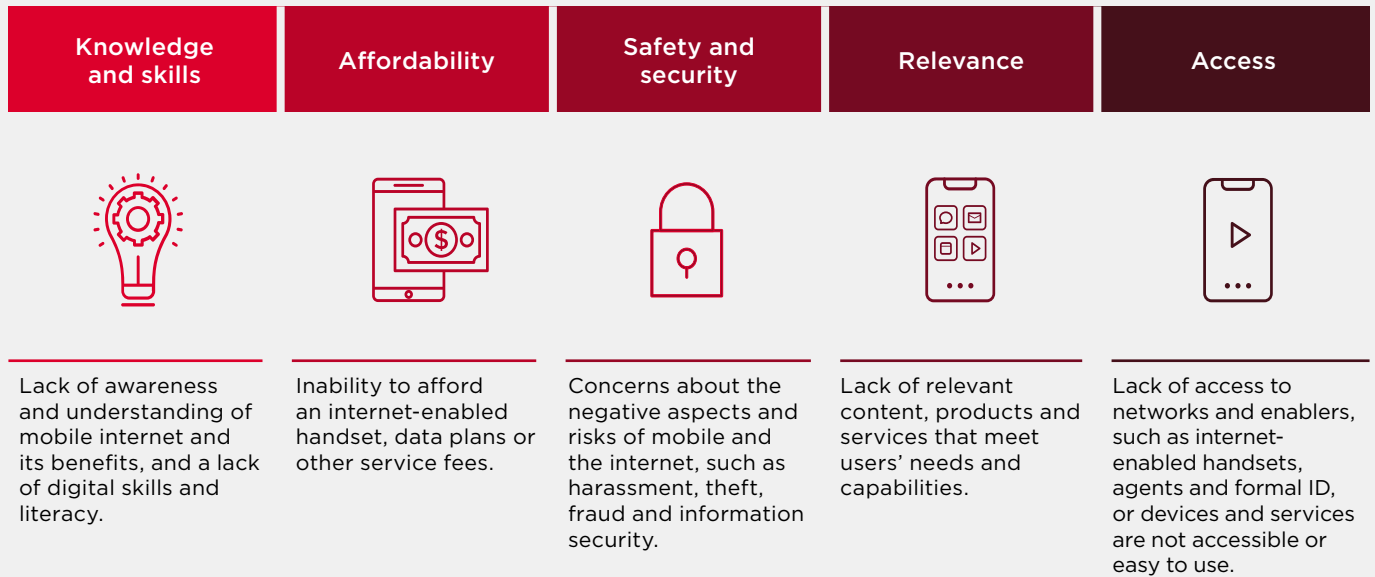 Knowledge
and skills
Affordability
Safety and
security
Relevance
Access
$
Lack of awareness
and understanding of
mobile internet and
its benefits, and a lack
of digital skills and
literacy.
Inability to afford
an internet-enabled
handset, data plans or
other service fees.
Concerns about the
negative aspects and
risks of mobile and
the internet, such as
harassment, theft,
fraud and information
security.
Lack of relevant
content, products and
services that meet
users’ needs and
capabilities.
Lack of access to
networks and enablers,
such as internet-
enabled handsets,
agents and formal ID,
or devices and services
are not accessible or
easy to use.